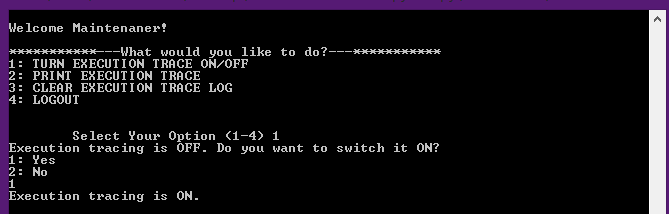 Welcome Maintenaner!
***********---What would you like to do?---***********
1: TURN EXECUTION TRACE ON/OFF
2: PRINT EXECUTION TRACE
3: CLEAR EXECUTION TRACE LOG
4: LOGOUT
Select Your Option (1-4) 1
Execution tracing is OFF. Do you want to switch it ON?
1: Yes
2: No
1
Execution tracing is ON.